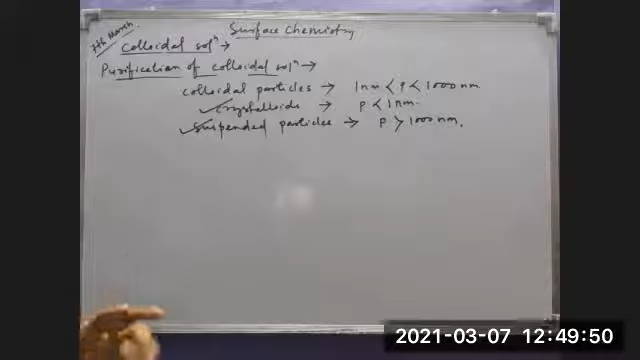 7th March.
Surface Chemistry
Colloidal solⁿ →
Purification of colloidal solⁿ →
colloidal particles → 1nm < P < 1000nm
✓ crystalloids → P < 1nm.
✓ suspended particles → P > 1000nm.
2021-03-07 12:49:50